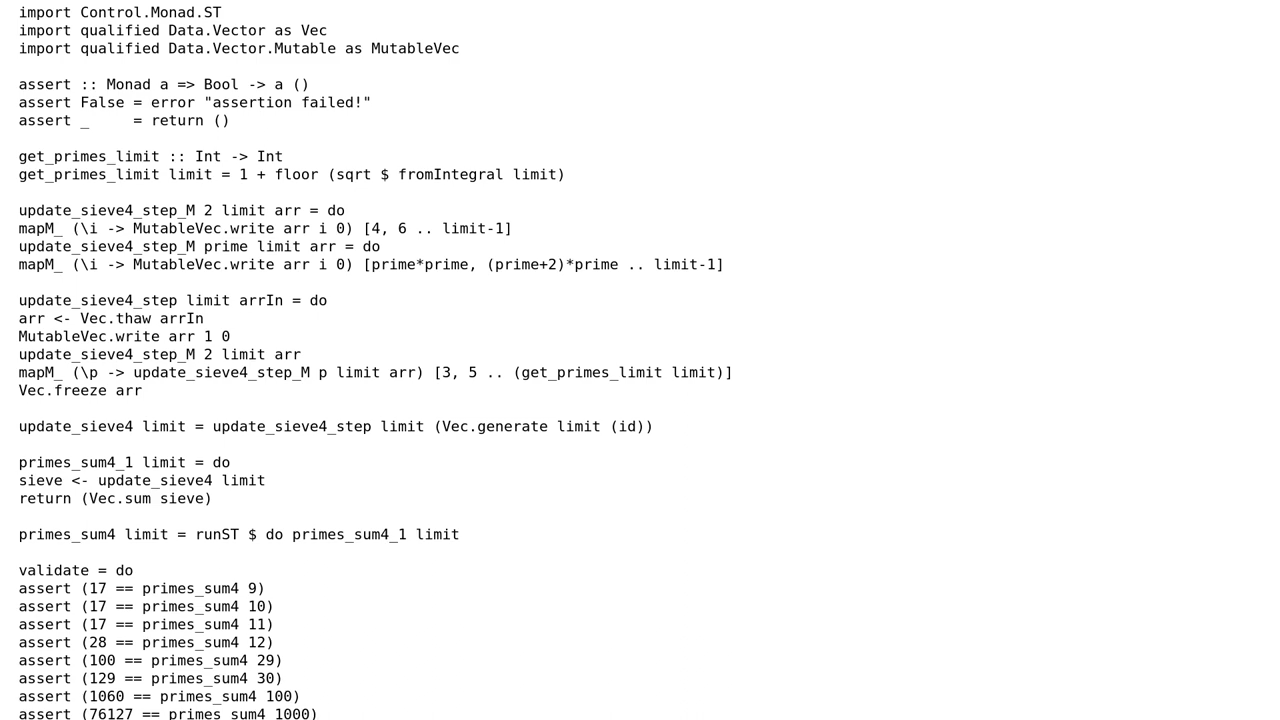 import Control.Monad.ST
import qualified Data.Vector as Vec
import qualified Data.Vector.Mutable as MutableVec

assert :: Monad a => Bool -> a ()
assert False = error "assertion failed!"
assert _     = return ()

get_primes_limit :: Int -> Int
get_primes_limit limit = 1 + floor (sqrt $ fromIntegral limit)

update_sieve4_step_M 2 limit arr = do
mapM_ (\i -> MutableVec.write arr i 0) [4, 6 .. limit-1]
update_sieve4_step_M prime limit arr = do
mapM_ (\i -> MutableVec.write arr i 0) [prime*prime, (prime+2)*prime .. limit-1]

update_sieve4_step limit arrIn = do
arr <- Vec.thaw arrIn
MutableVec.write arr 1 0
update_sieve4_step_M 2 limit arr
mapM_ (\p -> update_sieve4_step_M p limit arr) [3, 5 .. (get_primes_limit limit)]
Vec.freeze arr

update_sieve4 limit = update_sieve4_step limit (Vec.generate limit (id))

primes_sum4_1 limit = do
sieve <- update_sieve4 limit
return (Vec.sum sieve)

primes_sum4 limit = runST $ do primes_sum4_1 limit

validate = do
assert (17 == primes_sum4 9)
assert (17 == primes_sum4 10)
assert (17 == primes_sum4 11)
assert (28 == primes_sum4 12)
assert (100 == primes_sum4 29)
assert (129 == primes_sum4 30)
assert (1060 == primes_sum4 100)
assert (76127 == primes_sum4 1000)